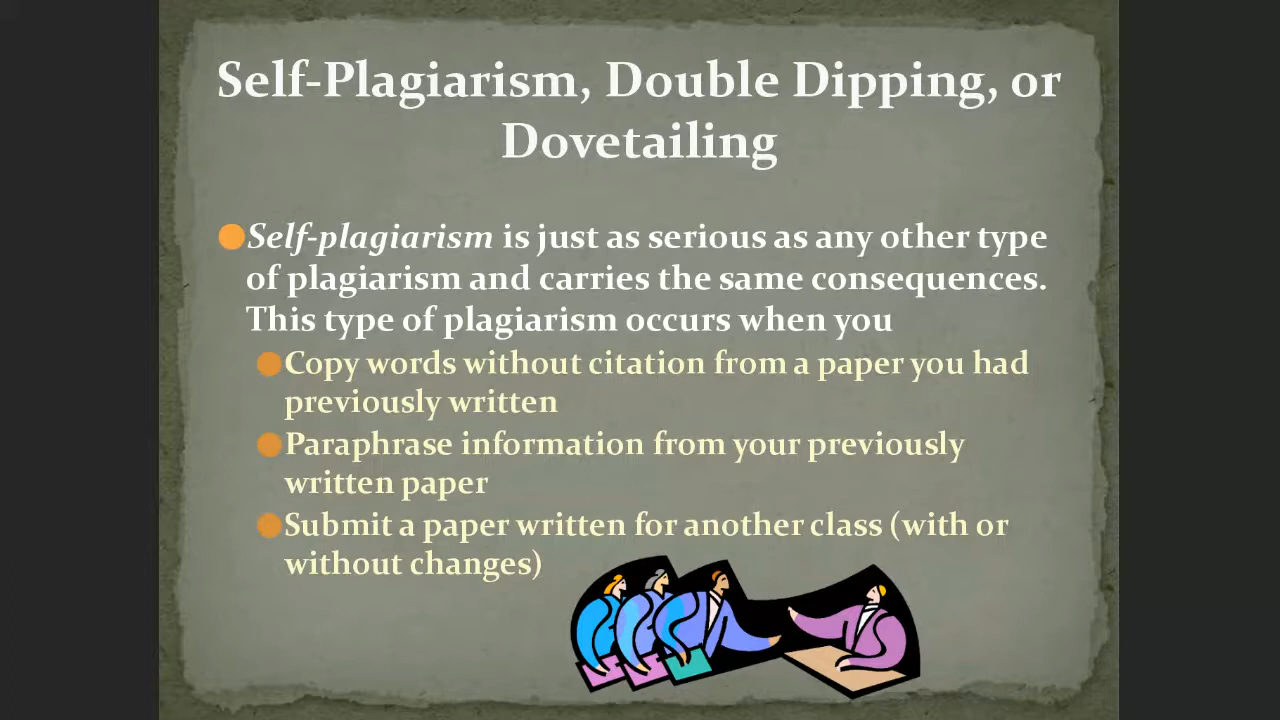 Self-Plagiarism, Double Dipping, or
Dovetailing
Self-plagiarism is just as serious as any other type
of plagiarism and carries the same consequences.
This type of plagiarism occurs when you
Copy words without citation from a paper you had
previously written
Paraphrase information from your previously
written paper
Submit a paper written for another class (with or
without changes)